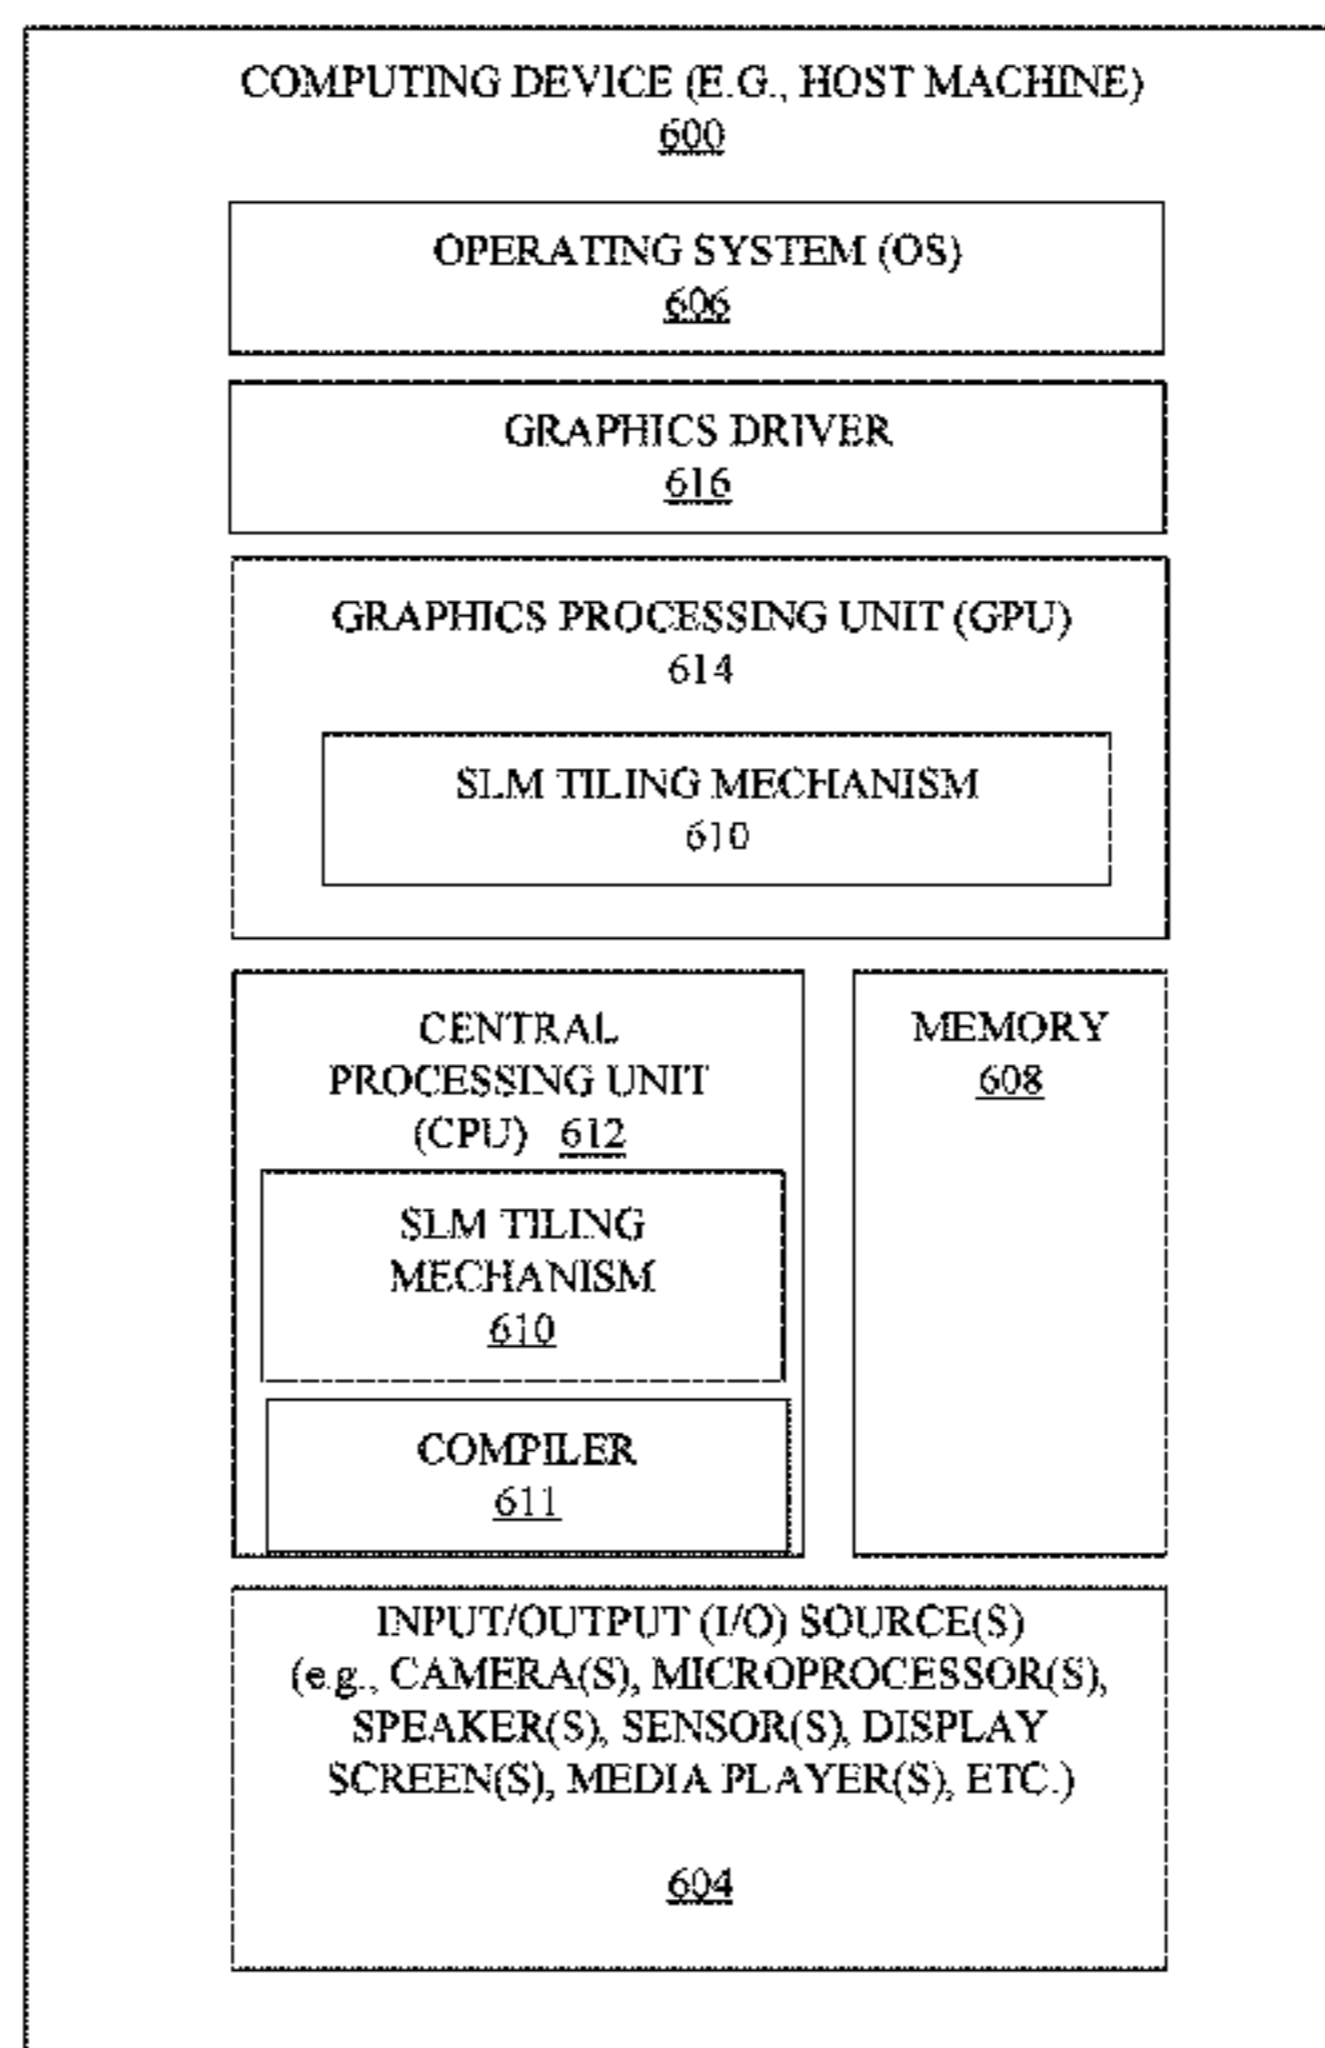 COMPUTING DEVICE (E.G., HOST MACHINE)
600
OPERATING SYSTEM (OS)
606
GRAPHICS DRIVER
616
GRAPHICS PROCESSING UNIT (GPU)
614
SLM TILING MECHANISM
610
CENTRAL
PROCESSING UNIT
(CPU) 612
SLM TILING
MECHANISM
610
COMPILER
611
MEMORY
608
INPUT/OUTPUT (I/O) SOURCE(S)
(e.g., CAMERA(S), MICROPROCESSOR(S),
SPEAKER(S), SENSOR(S), DISPLAY
SCREEN(S), MEDIA PLAYER(S), ETC.)
604